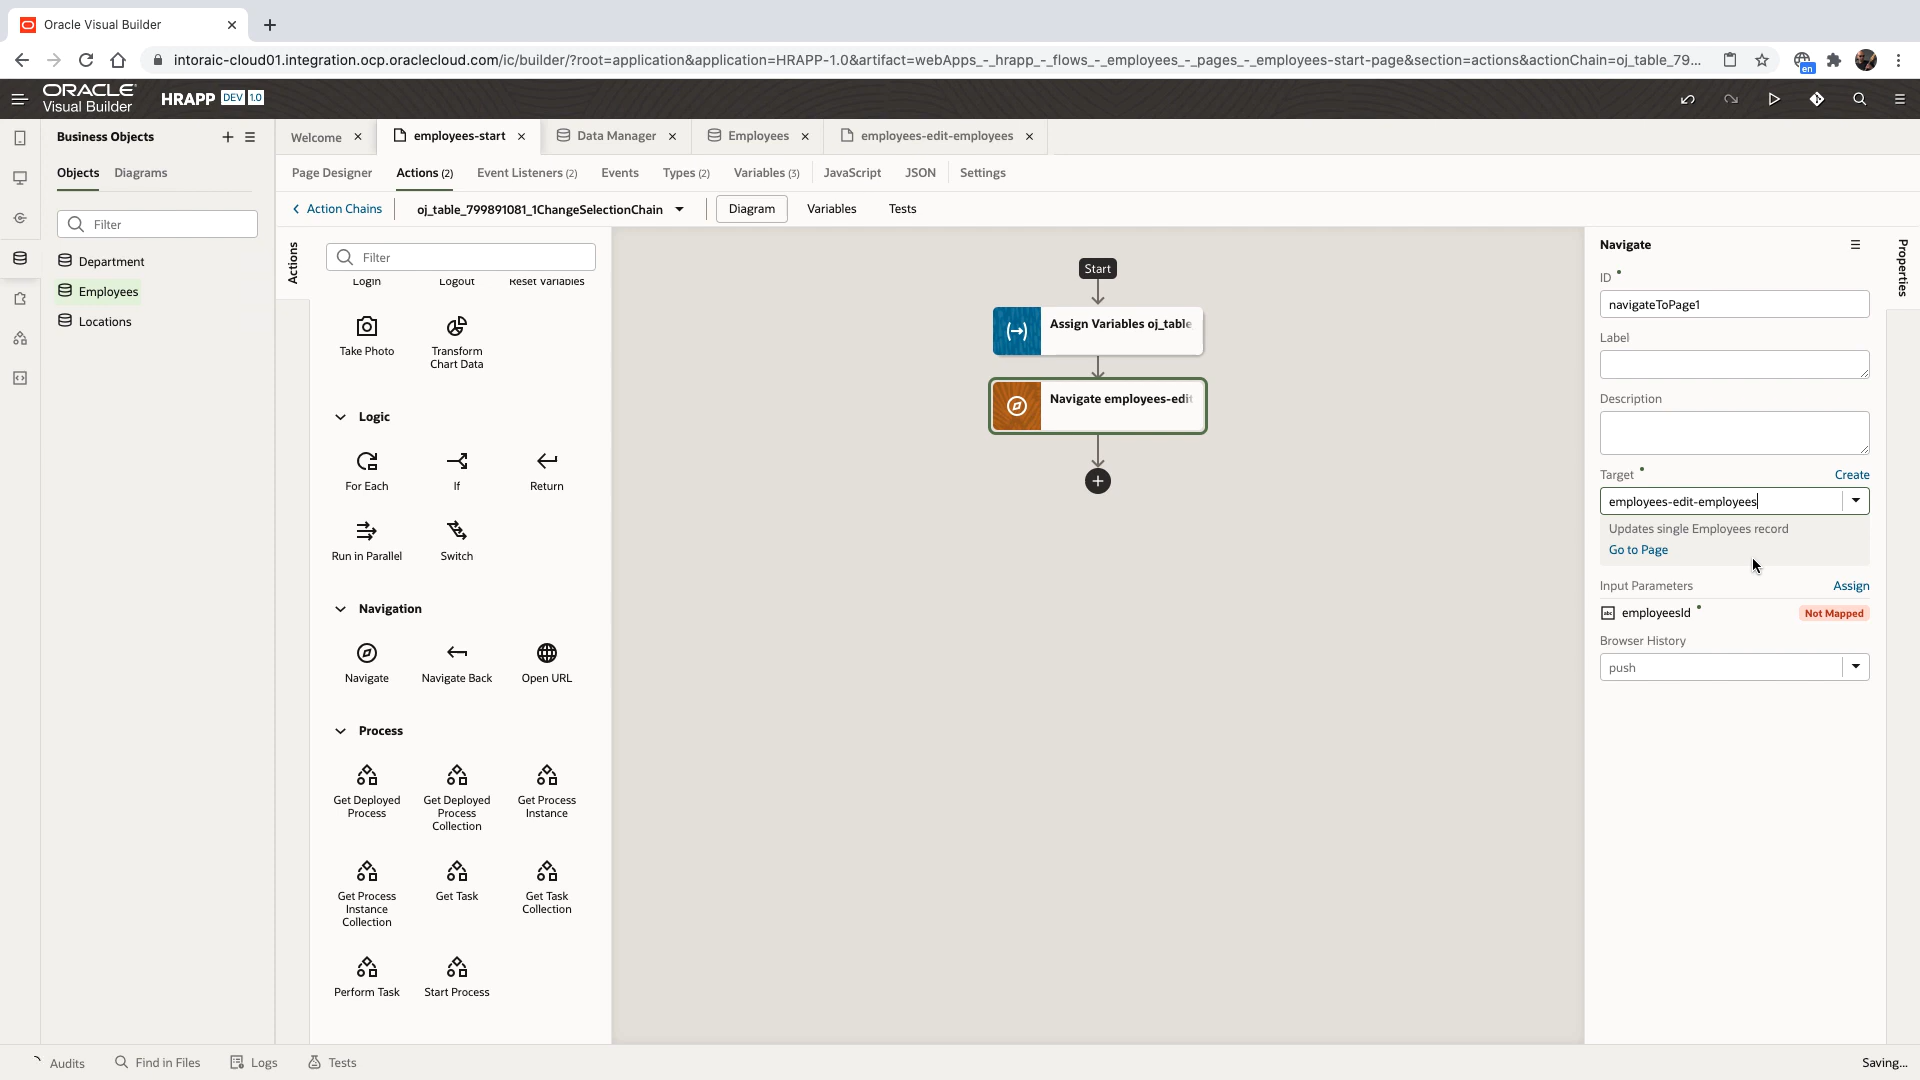 Oracle Visual Builder
intoraic-cloud01.integration.ocp.oraclecloud.com/ic/builder/?root=application&application=HRAPP-1.0&artifact=webApps_-_hrapp_-_flows_-_employees_-_pages_-_employees-start-page&section=actions&actionChain=oj_table_79...
en
ORACLE
Visual Builder
HRAPP DEV 1.0
Business Objects
Welcome
employees-start
Data Manager
Employees
employees-edit-employees
Objects
Diagrams
Page Designer
Actions (2)
Event Listeners (2)
Events
Types (2)
Variables (3)
JavaScript
JSON
Settings
Action Chains
oj_table_799891081_1ChangeSelectionChain
Diagram
Variables
Tests
Filter
Department
Employees
Locations
Actions
Filter
Login
Logout
Reset Variables
Take Photo
Transform
Chart Data
Logic
For Each
If
Return
Run in Parallel
Switch
Navigation
Navigate
Navigate Back
Open URL
Process
Get Deployed
Process
Get Deployed
Process
Collection
Get Process
Instance
Get Process
Instance
Collection
Get Task
Get Task
Collection
Perform Task
Start Process
Start
Assign Variables oj_table
Navigate employees-edit
Navigate
Properties
ID
navigateToPage1
Label
Description
Target
Create
employees-edit-employees
Updates single Employees record
Go to Page
Input Parameters
Assign
abc
employeesId
Not Mapped
Browser History
push
Audits
Find in Files
Logs
Tests
Saving...